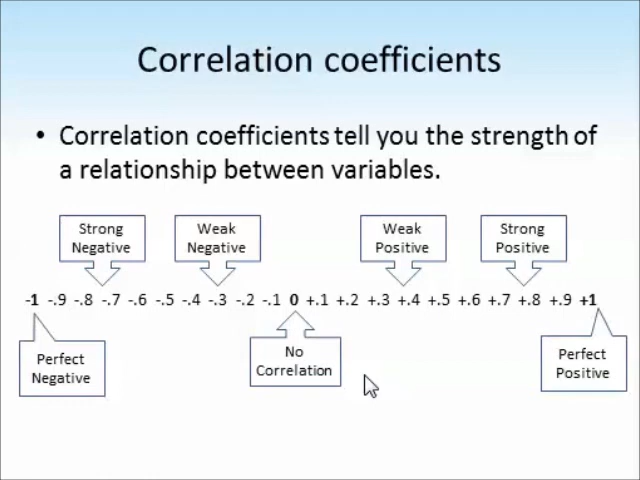 Correlation coefficients
• Correlation coefficients tell you the strength of
a relationship between variables.
Strong
Negative
Weak
Negative
Weak
Positive
Strong
Positive
-1 -.9 -.8 -.7 -.6 -.5 -.4 -.3 -.2 -.1 0 +.1 +.2 +.3 +.4 +.5 +.6 +.7 +.8 +.9 +1
Perfect
Negative
No
Correlation
Perfect
Positive